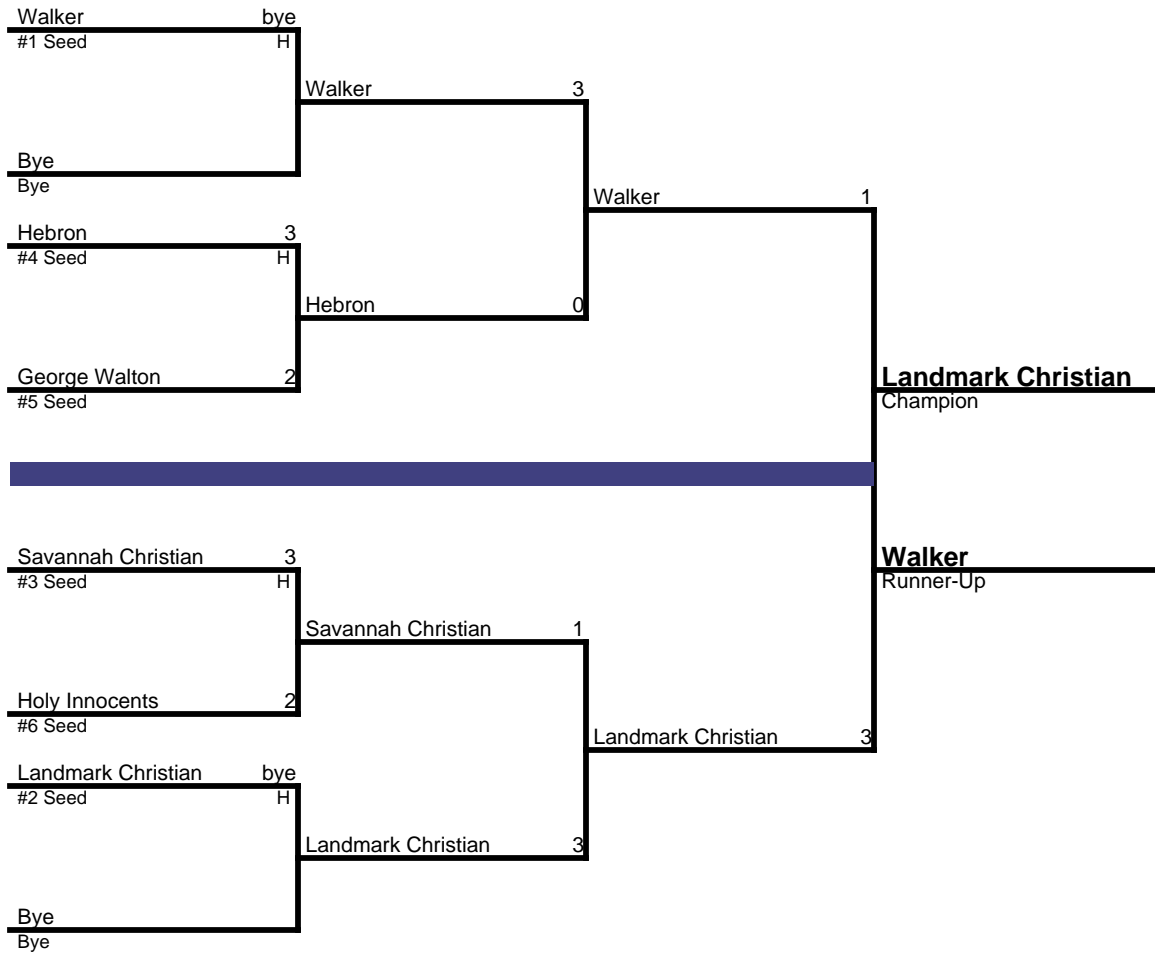 Walker bye
#1 Seed H
Walker 3
Bye
Bye
Walker 1
Hebron 3
#4 Seed H
Hebron 0
George Walton 2
#5 Seed
Landmark Christian
Champion
Savannah Christian 3
#3 Seed H
Walker
Runner-Up
Savannah Christian 1
Holy Innocents 2
#6 Seed
Landmark Christian 3
Landmark Christian bye
#2 Seed H
Landmark Christian 3
Bye
Bye